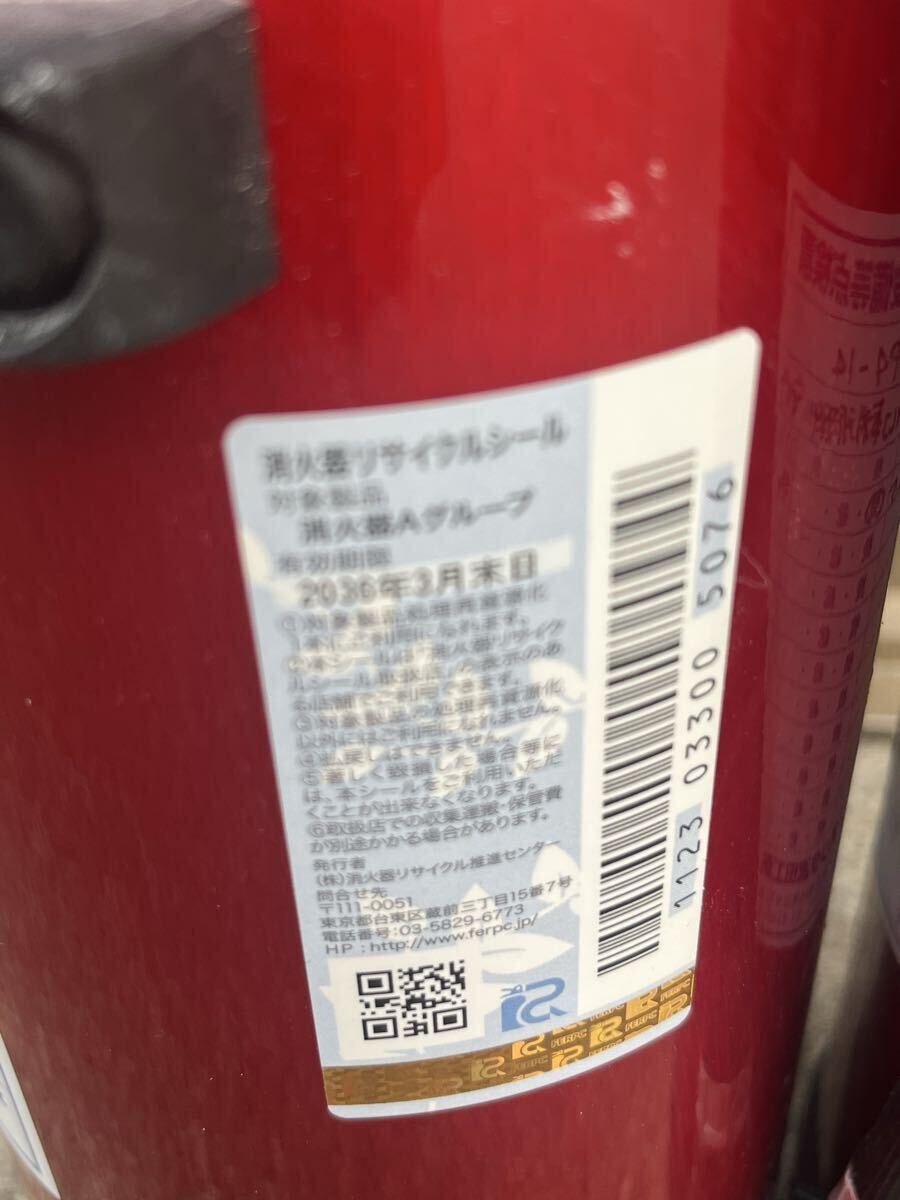 消火器リサイクルシール
対象製品
消火器Aグループ
有効期限
2036年3月末日
①対象製品処理再資源化
1本にご利用になれます。
②本シールは「消火器リサイク
ルシール取扱店」の表示のあ
る店舗でご利用できます。
③対象製品の処理再資源化
以外にはご利用になれません。
④払戻しはできません。
⑤著しく毀損した場合等に
は、本シールをご利用いただ
くことが出来なくなります。
⑥取扱店での収集運搬・保管費
が別途かかる場合があります。
発行者
(株)消火器リサイクル推進センター
問合せ先
〒111-0051
東京都台東区蔵前三丁目15番7号
電話番号:03-5829-6773
HP:http://www.ferpc.jp/
1123 03300 5076
FERPC